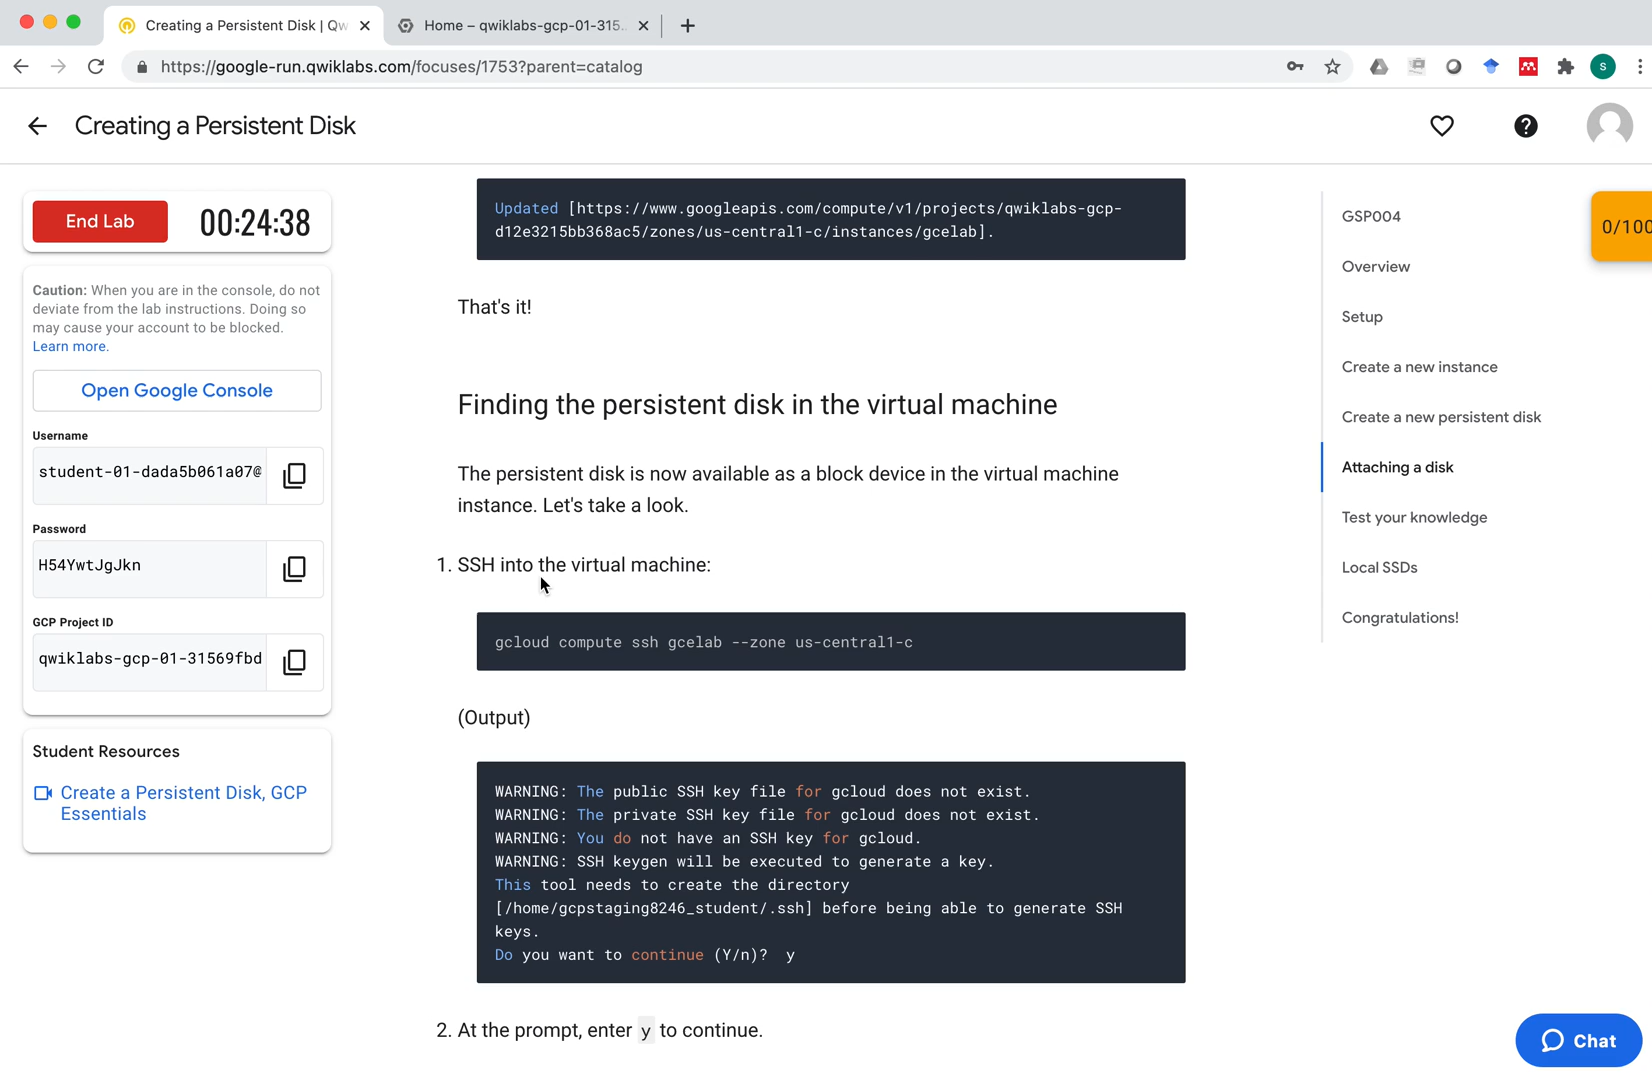 Creating a Persistent Disk | Qw
Home – qwiklabs-gcp-01-315..
https://google-run.qwiklabs.com/focuses/1753?parent=catalog
S
Creating a Persistent Disk
End Lab
00:24:38
Caution: When you are in the console, do not
deviate from the lab instructions. Doing so
may cause your account to be blocked.
Learn more.
Open Google Console
Username
student-01-dada5b061a07@
Password
H54YwtJgJkn
GCP Project ID
qwiklabs-gcp-01-31569fbd
Student Resources
Create a Persistent Disk, GCP
Essentials
Updated [https://www.googleapis.com/compute/v1/projects/qwiklabs-gcp-
d12e3215bb368ac5/zones/us-central1-c/instances/gcelab].
That's it!
Finding the persistent disk in the virtual machine
The persistent disk is now available as a block device in the virtual machine
instance. Let's take a look.
1. SSH into the virtual machine:
gcloud compute ssh gcelab --zone us-central1-c
(Output)
WARNING: The public SSH key file for gcloud does not exist.
WARNING: The private SSH key file for gcloud does not exist.
WARNING: You do not have an SSH key for gcloud.
WARNING: SSH keygen will be executed to generate a key.
This tool needs to create the directory
[/home/gcpstaging8246_student/.ssh] before being able to generate SSH
keys.
Do you want to continue (Y/n)?  y
2. At the prompt, enter y to continue.
GSP004
Overview
Setup
Create a new instance
Create a new persistent disk
Attaching a disk
Test your knowledge
Local SSDs
Congratulations!
0/100
Chat